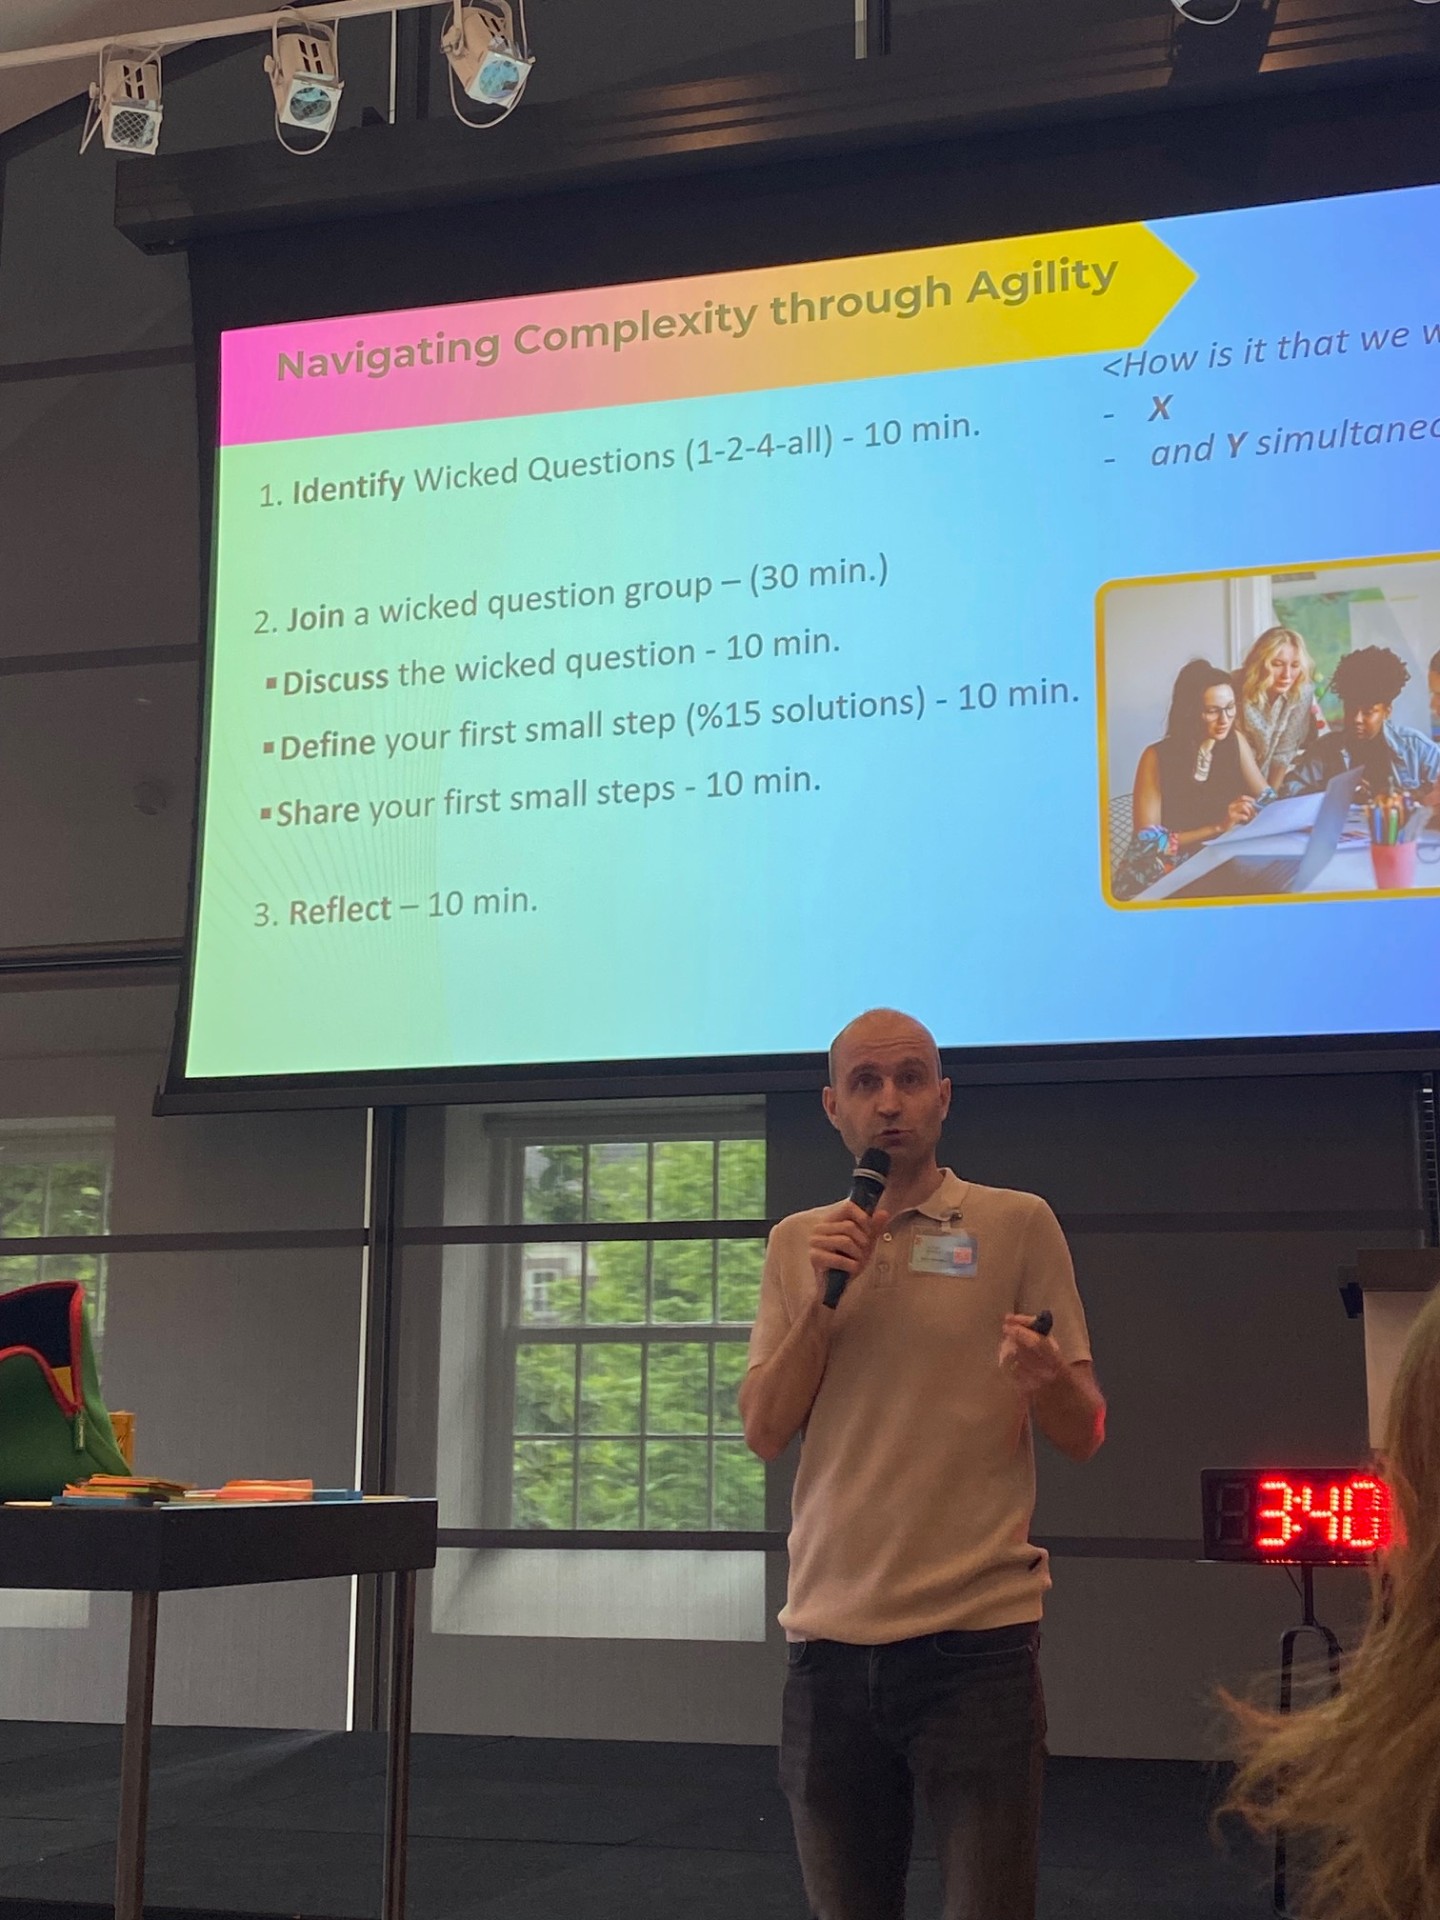 Navigating Complexity through Agility
<How is it that we w
- X
- and Y simultaneo
1. Identify Wicked Questions (1-2-4-all) - 10 min.
2. Join a wicked question group – (30 min.)
▪ Discuss the wicked question - 10 min.
▪ Define your first small step (%15 solutions) - 10 min.
▪ Share your first small steps - 10 min.
3. Reflect – 10 min.
3:40